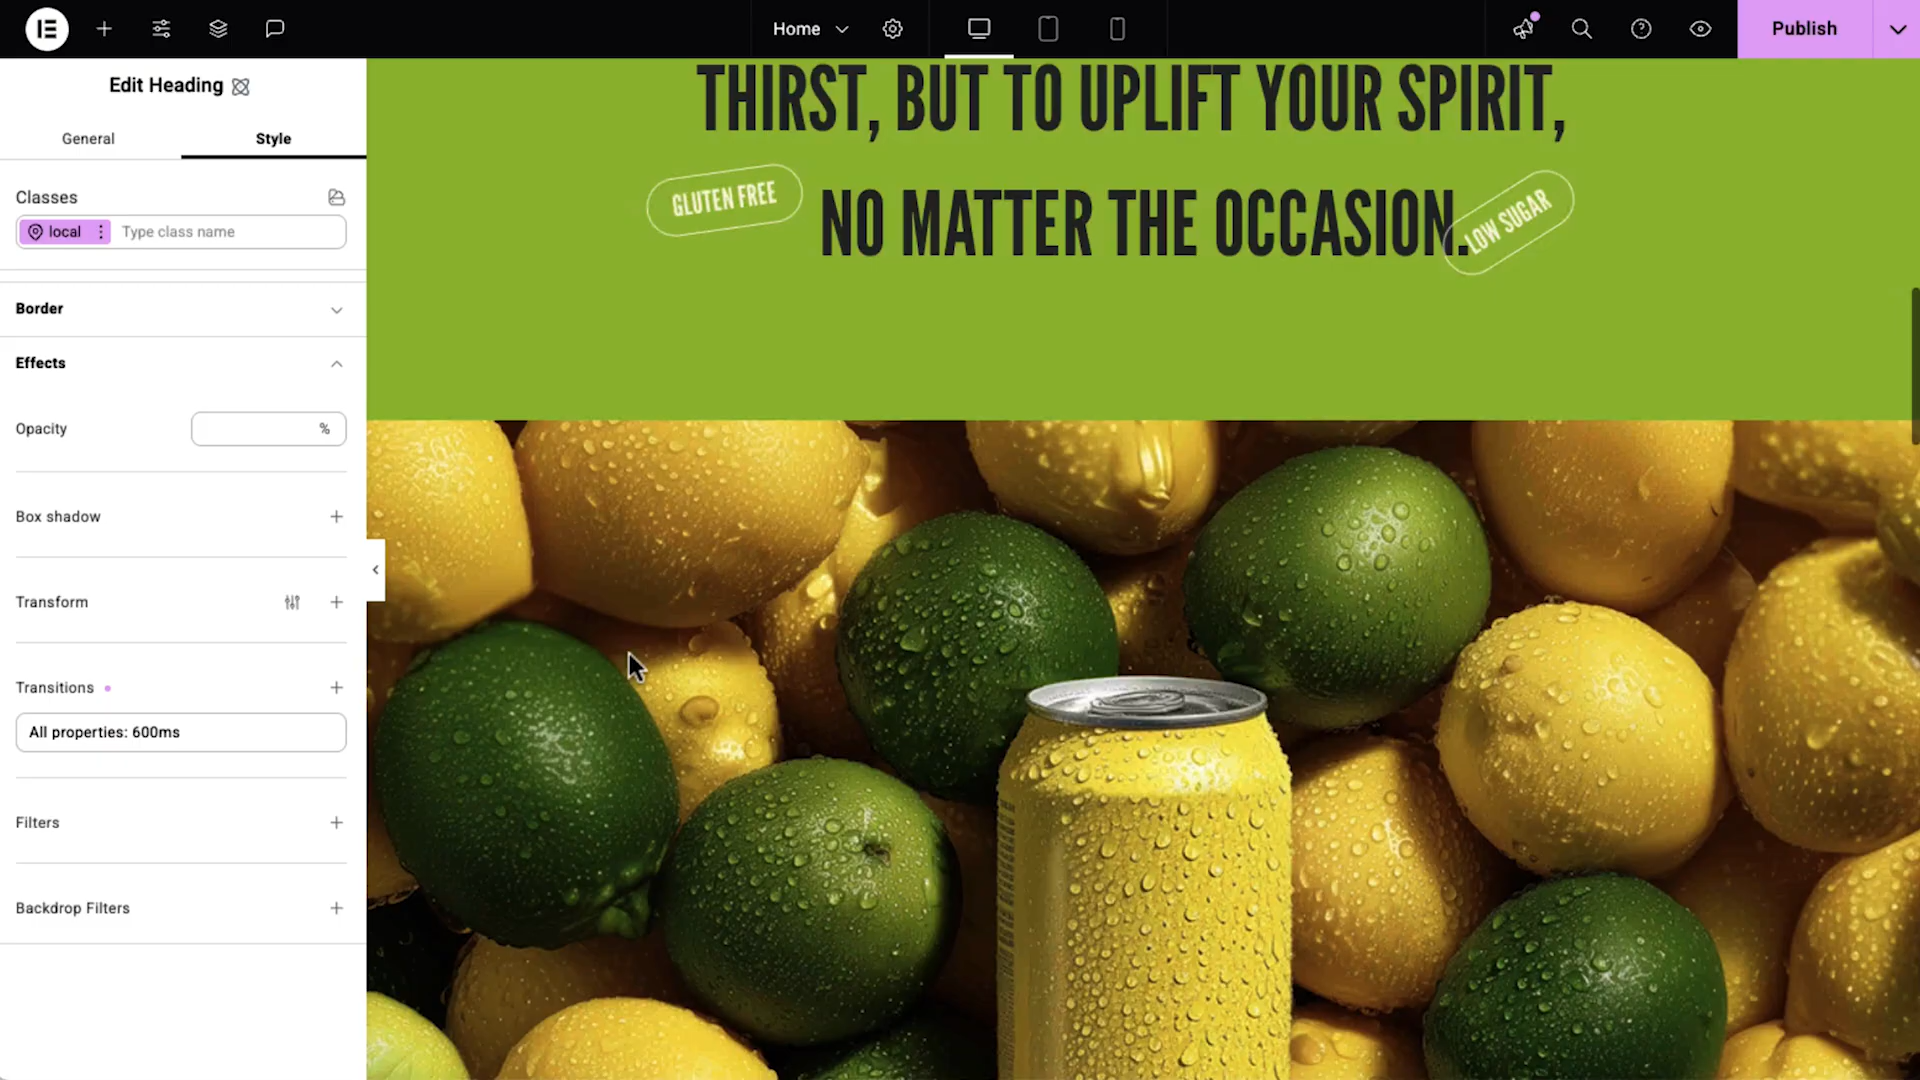 Home
Publish
Edit Heading
General
Style
Classes
local
Type class name
Border
Effects
Opacity
%
Box shadow
Transform
Transitions
All properties: 600ms
Filters
Backdrop Filters
THIRST, BUT TO UPLIFT YOUR SPIRIT,
GLUTEN FREE
NO MATTER THE OCCASION.
LOW SUGAR